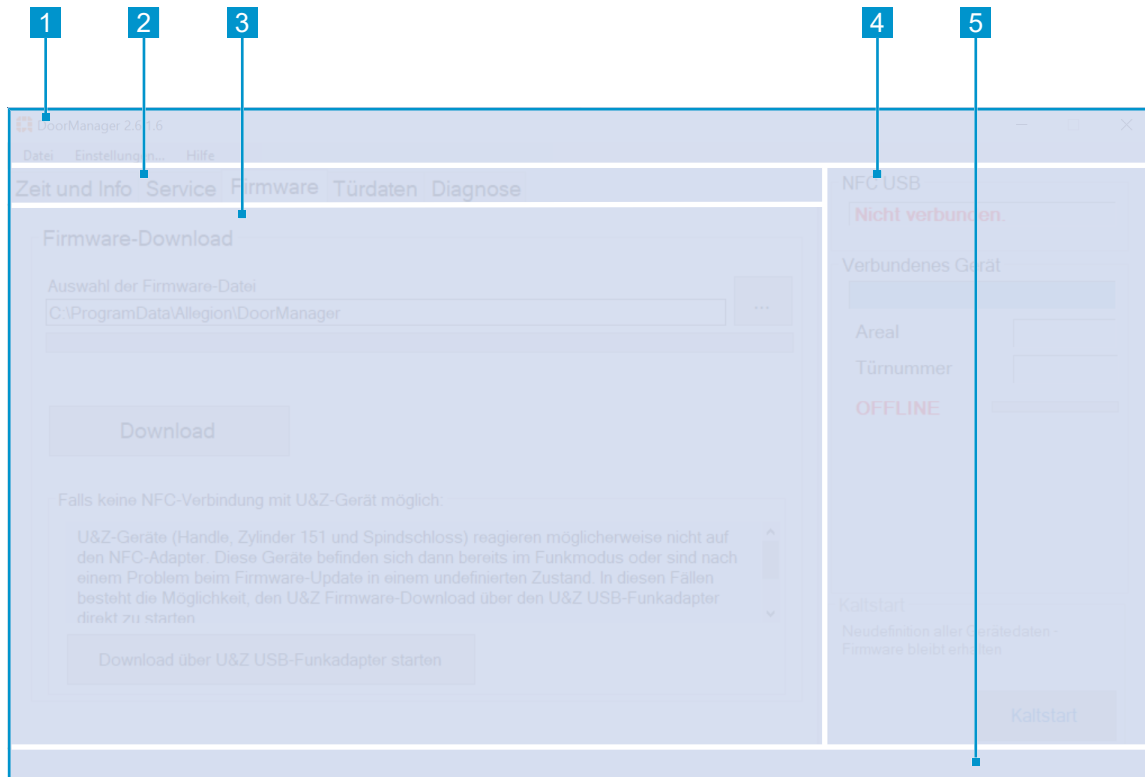 1 2 3 4 5
DoorManager 2.6.1.6
Datei Einstellungen... Hilfe
Zeit und Info Service Firmware Türdaten Diagnose
Firmware-Download
Auswahl der Firmware-Datei
C:\ProgramData\Allegion\DoorManager
...
Download
Falls keine NFC-Verbindung mit U&Z-Gerät möglich:
U&Z-Geräte (Handle, Zylinder 151 und Spindschloss) reagieren möglicherweise nicht auf
den NFC-Adapter. Diese Geräte befinden sich dann bereits im Funkmodus oder sind nach
einem Problem beim Firmware-Update in einem undefinierten Zustand. In diesen Fällen
besteht die Möglichkeit, den U&Z Firmware-Download über den U&Z USB-Funkadapter
direkt zu starten
Download über U&Z USB-Funkadapter starten
NFC USB
Nicht verbunden.
Verbundenes Gerät
Areal
Türnummer
OFFLINE
Kaltstart
Neudefinition aller Gerätedaten -
Firmware bleibt erhalten
Kaltstart